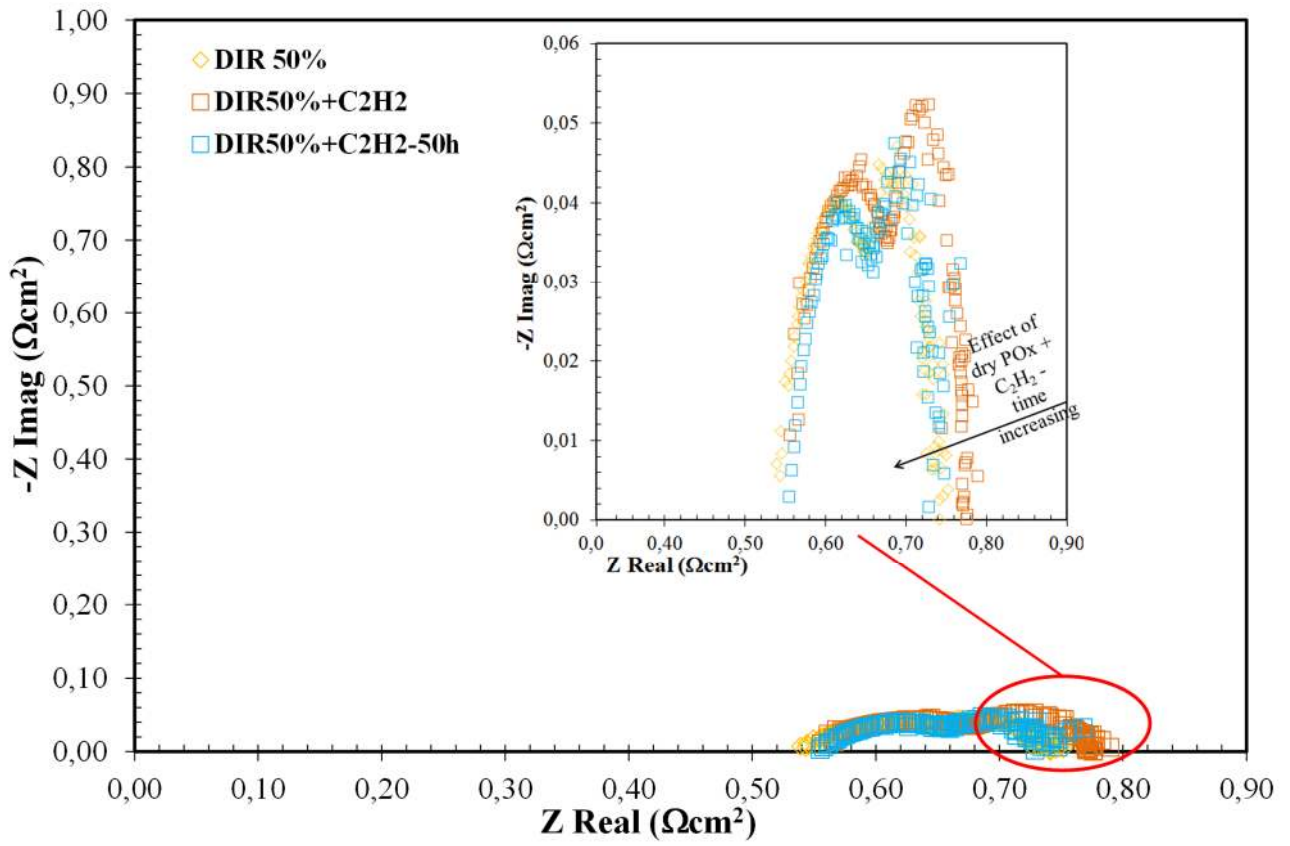 1,00
0,90
0,80
0,70
0,60
0,50
0,40
0,30
0,20
0,10
0,00
-Z Imag (Ωcm²)
DIR 50%
DIR50%+C2H2
DIR50%+C2H2-50h
0,06
0,05
0,04
0,03
0,02
0,01
0,00
-Z Imag (Ωcm²)
Effect of
dry POx +
C₂H₂ -
time
increasing
0,0 0,40 0,50 0,60 0,70 0,80 0,90
Z Real (Ωcm²)
0,00 0,10 0,20 0,30 0,40 0,50 0,60 0,70 0,80 0,90
Z Real (Ωcm²)